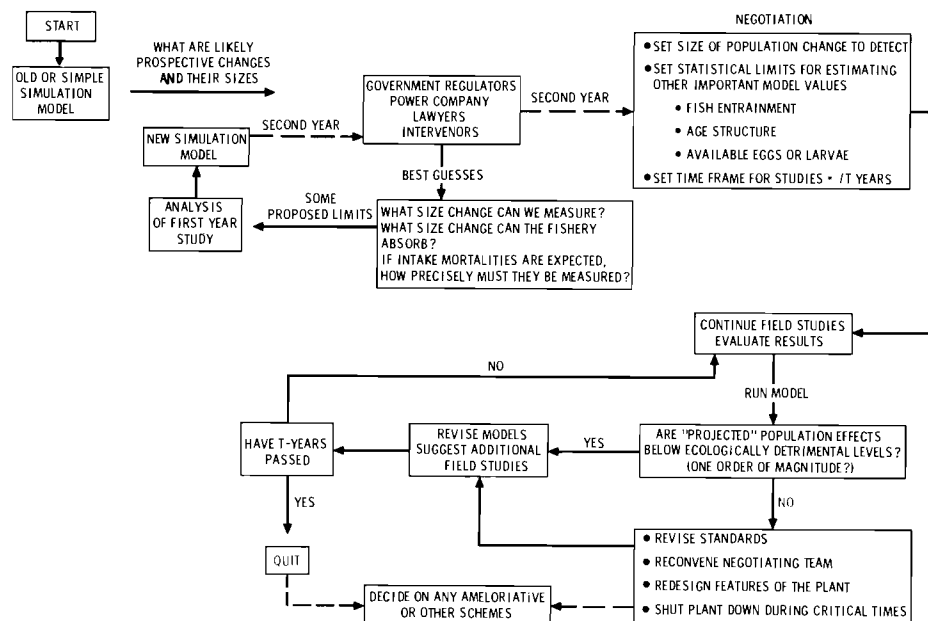 START
OLD OR SIMPLE
SIMULATION
MODEL
WHAT ARE LIKELY
PROSPECTIVE CHANGES
AND THEIR SIZES
GOVERNMENT REGULATORS
POWER COMPANY
LAWYERS
INTERVENORS
SECOND YEAR
NEGOTIATION
• SET SIZE OF POPULATION CHANGE TO DETECT
• SET STATISTICAL LIMITS FOR ESTIMATING
OTHER IMPORTANT MODEL VALUES
• FISH ENTRAINMENT
• AGE STRUCTURE
• AVAILABLE EGGS OR LARVAE
• SET TIME FRAME FOR STUDIES - /T YEARS
SECOND YEAR
NEW SIMULATION
MODEL
BEST GUESSES
ANALYSIS
OF FIRST YEAR
STUDY
SOME
PROPOSED LIMITS
WHAT SIZE CHANGE CAN WE MEASURE?
WHAT SIZE CHANGE CAN THE FISHERY
ABSORB?
IF INTAKE MORTALITIES ARE EXPECTED,
HOW PRECISELY MUST THEY BE MEASURED?
CONTINUE FIELD STUDIES
EVALUATE RESULTS
NO
RUN MODEL
HAVE T-YEARS
PASSED
REVISE MODELS
SUGGEST ADDITIONAL
FIELD STUDIES
YES
ARE "PROJECTED" POPULATION EFFECTS
BELOW ECOLOGICALLY DETRIMENTAL LEVELS?
(ONE ORDER OF MAGNITUDE?)
YES
NO
QUIT
• REVISE STANDARDS
• RECONVENE NEGOTIATING TEAM
• REDESIGN FEATURES OF THE PLANT
• SHUT PLANT DOWN DURING CRITICAL TIMES
DECIDE ON ANY AMELORIATIVE
OR OTHER SCHEMES